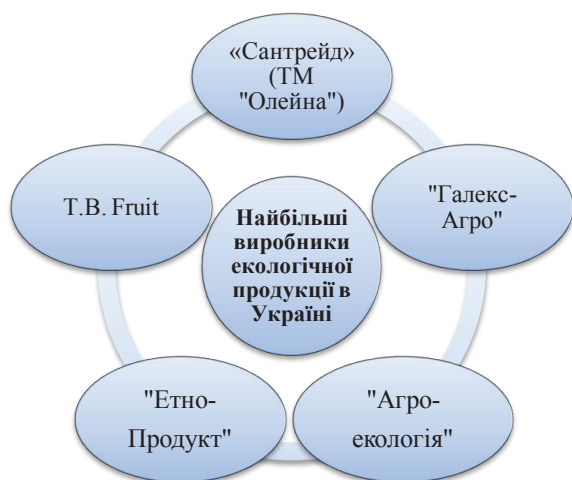 «Сантрейд»
(ТМ
"Олейна")
T.B. Fruit
"Галекс-
Агро"
Найбільші
виробники
екологічної
продукції в
Україні
"Етно-
Продукт"
"Агро-
екологія"